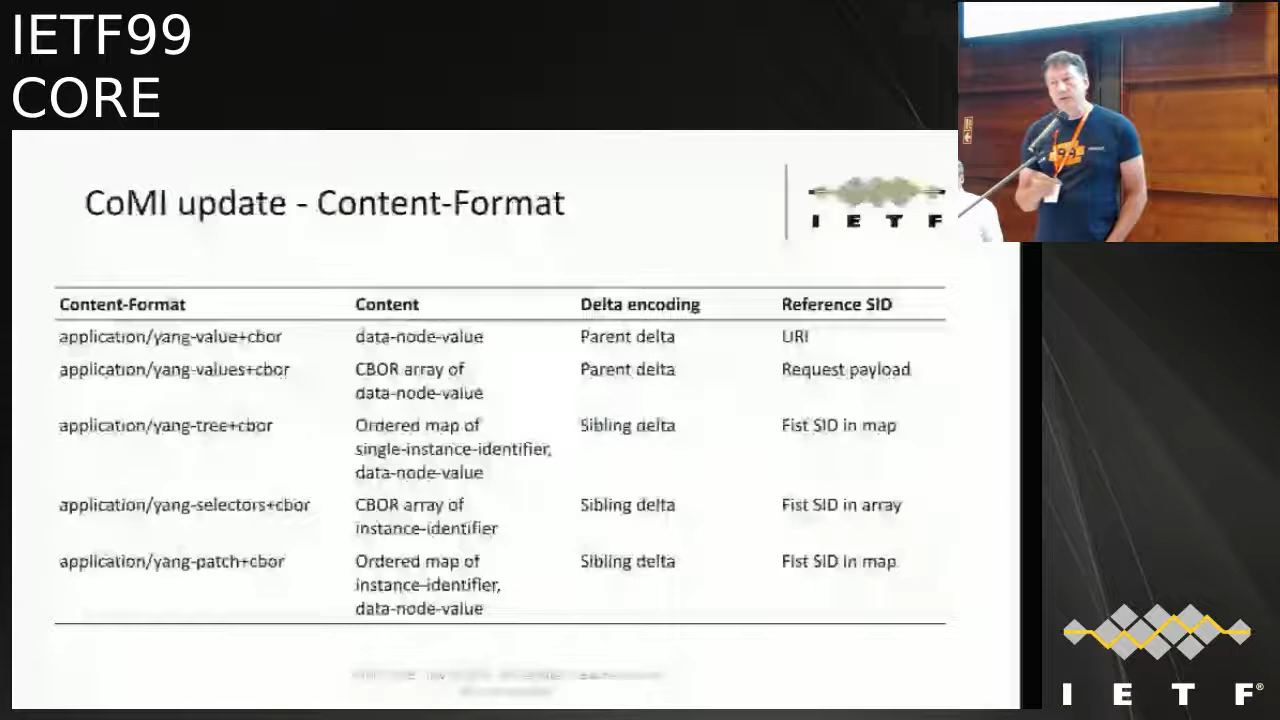 IETF99
CORE
CoMI update - Content-Format
I E T F
Content-Format Content Delta encoding Reference SID
application/yang-value+cbor data-node-value Parent delta URI
application/yang-values+cbor CBOR array of Parent delta Request payload
data-node-value
application/yang-tree+cbor Ordered map of Sibling delta Fist SID in map
single-instance-identifier,
data-node-value
application/yang-selectors+cbor CBOR array of Sibling delta Fist SID in array
instance-identifier
application/yang-patch+cbor Ordered map of Sibling delta Fist SID in map
instance-identifier,
data-node-value
99
I E T F®